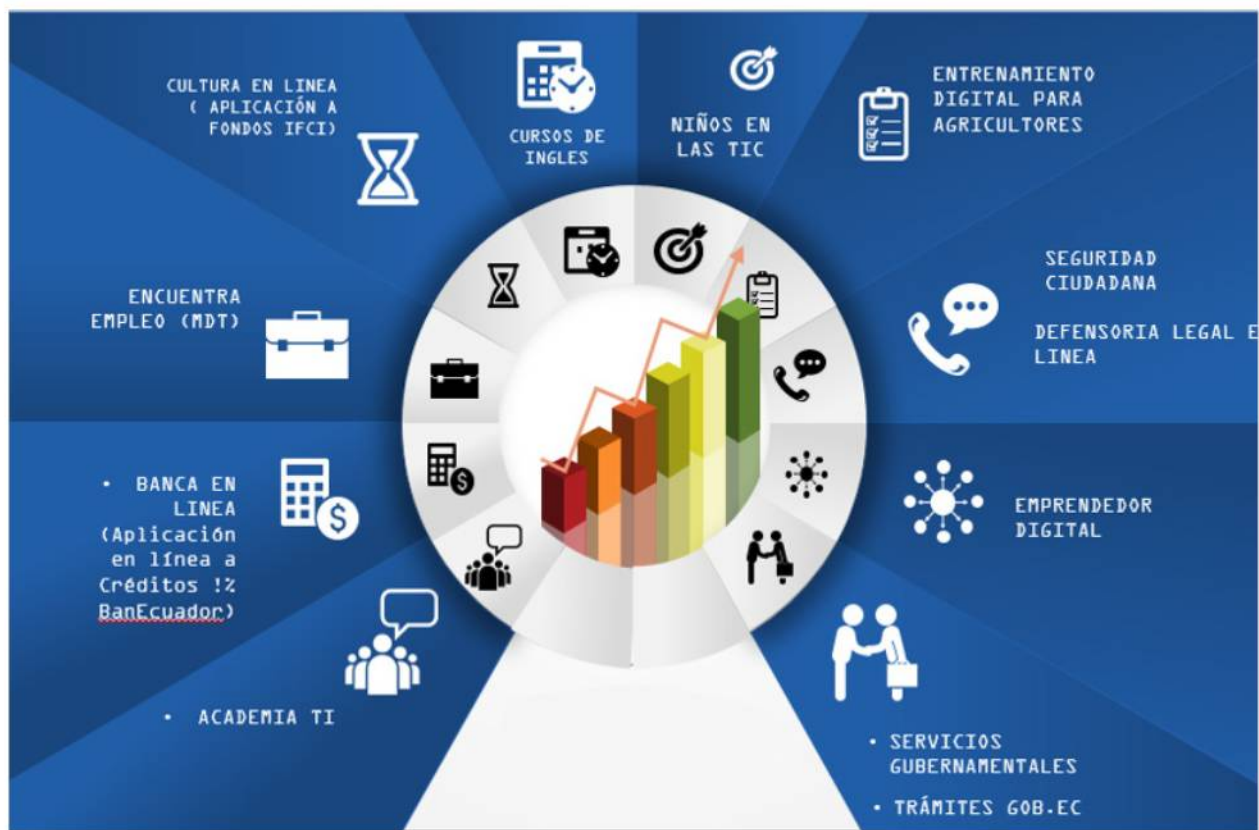 CULTURA EN LINEA
( APLICACIÓN A
FONDOS IFCI)
CURSOS DE
INGLES
NIÑOS EN
LAS TIC
ENTRENAMIENTO
DIGITAL PARA
AGRICULTORES
ENCUENTRA
EMPLEO (MDT)
SEGURIDAD
CIUDADANA
DEFENSORIA LEGAL E
LINEA
• BANCA EN
LINEA
(Aplicación
en línea a
Créditos !%
BanEcuador)
EMPRENDEDOR
DIGITAL
• ACADEMIA TI
• SERVICIOS
GUBERNAMENTALES
• TRÁMITES GOB.EC
$
$